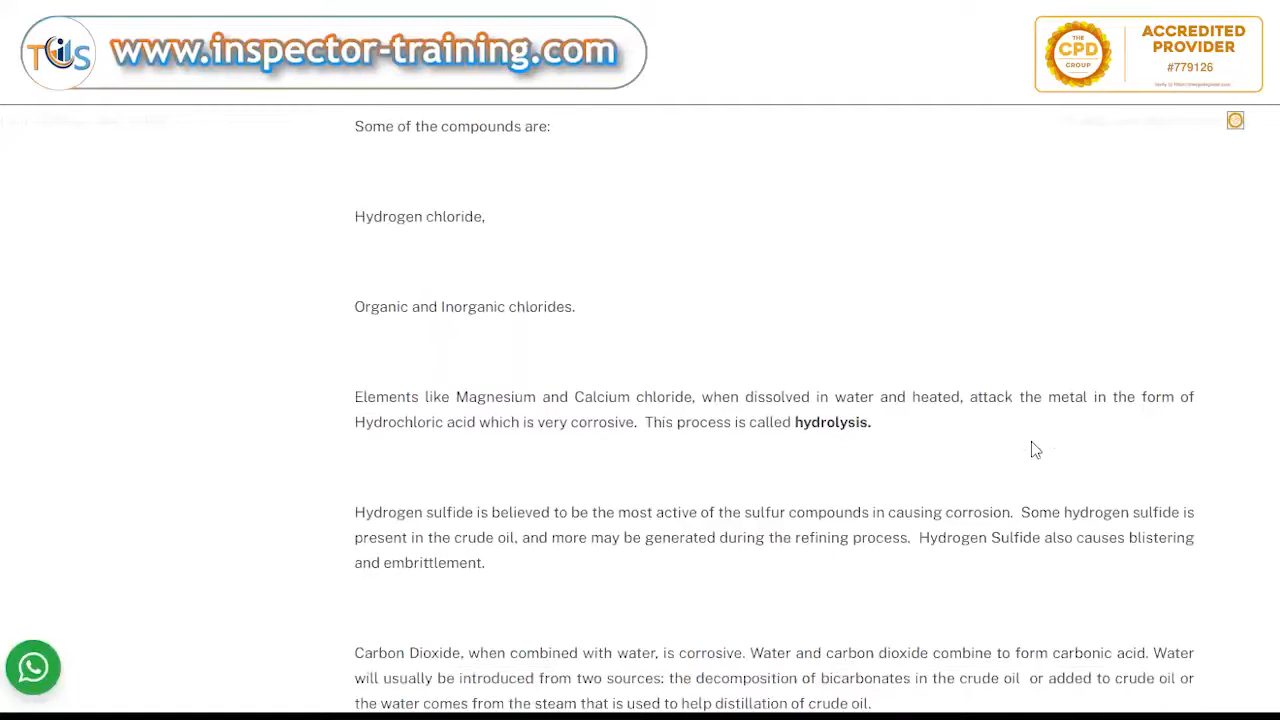 TCIS
www.inspector-training.com
THE
CPD
GROUP
ACCREDITED
PROVIDER
#779126
Some of the compounds are:
Hydrogen chloride,
Organic and Inorganic chlorides.
Elements like Magnesium and Calcium chloride, when dissolved in water and heated, attack the metal in the form of
Hydrochloric acid which is very corrosive. This process is called hydrolysis.
Hydrogen sulfide is believed to be the most active of the sulfur compounds in causing corrosion. Some hydrogen sulfide is
present in the crude oil, and more may be generated during the refining process. Hydrogen Sulfide also causes blistering
and embrittlement.
Carbon Dioxide, when combined with water, is corrosive. Water and carbon dioxide combine to form carbonic acid. Water
will usually be introduced from two sources: the decomposition of bicarbonates in the crude oil or added to crude oil or
the water comes from the steam that is used to help distillation of crude oil.